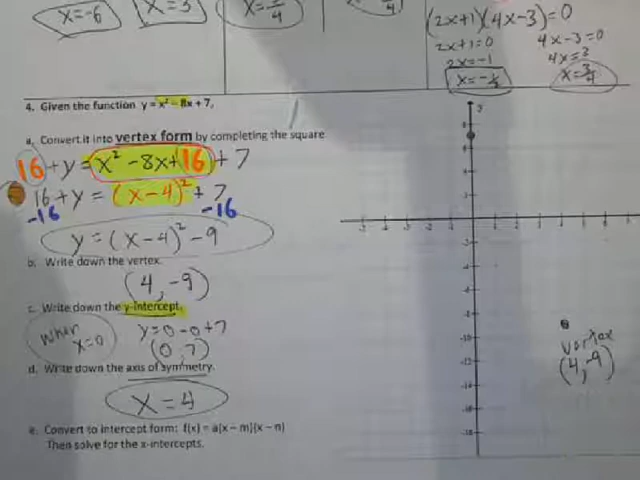 x=-6
x=3
(2x+1)(4x-3)=0
2x+1=0
2x=-1
4x-3=0
4x=3
x=3/4
4. Given the function y = x² – 8x + 7,
a. Convert it into vertex form by completing the square
16+y = x² -8x+16 +7
16+y = (x-4)² +7
-16 -16
y=(x-4)² -9
b. Write down the vertex.
(4,-9)
c. Write down the y-intercept.
When x=0
y=0-0+7
(0,7)
d. Write down the axis of symmetry.
x=4
e. Convert to intercept form: f(x) = a(x – m)(x – n)
Then solve for the x-intercepts.
y
vertex
(4,-9)